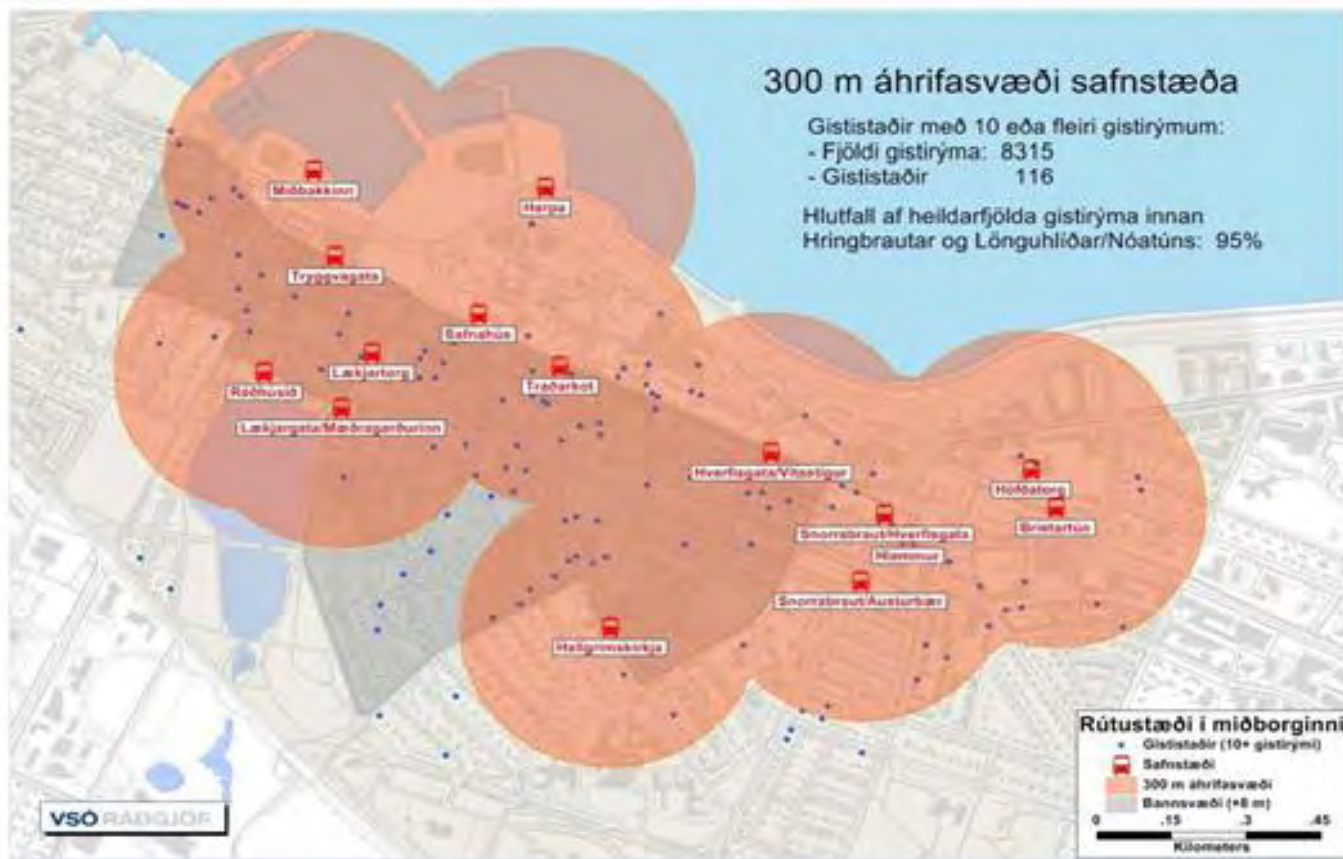 300 m áhrifasvæði safnstæða
Gististaðir með 10 eða fleiri gistirýmum:
- Fjöldi gistirýma: 8315
- Gististaðir 116
Hlutfall af heildarfjölda gistirýma innan
Hringbrautar og Lönguhlíðar/Nóatúns: 95%
Miðbakkinn
Harpa
Tryggvagata
Safnahús
Lækjartorg
Ráðhúsið
Traðarkot
Lækjargata/Mæðragarðurinn
Hverfisgata/Vitastígur
Höfðatorg
Bríetartún
Snorrabraut/Hverfisgata
Hlemmur
Snorrabraut/Austurbær
Hallgrímskirkja
Rútustæði í miðborginni
Gististaðir (10+ gistirými)
Safnstæði
300 m áhrifasvæði
Bannsvæði (+8 m)
0 .15 .3 .45
Kilometers
VSÓ RÁÐGJÖF